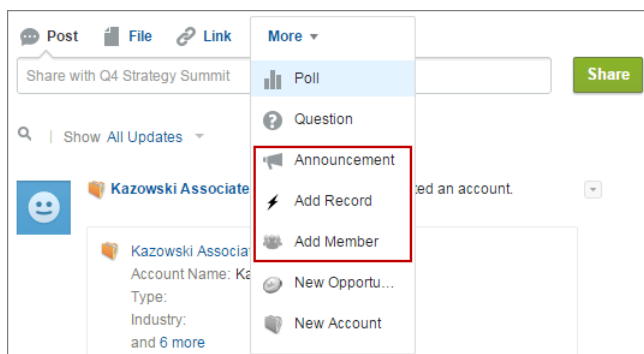 Post File Link More
Share with Q4 Strategy Summit
Share
Poll
Question
Show All Updates
Announcement
Kazowski Associate ted an account.
Add Record
Add Member
Kazowski Associat
Account Name: Ka
New Opportu...
Type:
Industry:
New Account
and 6 more